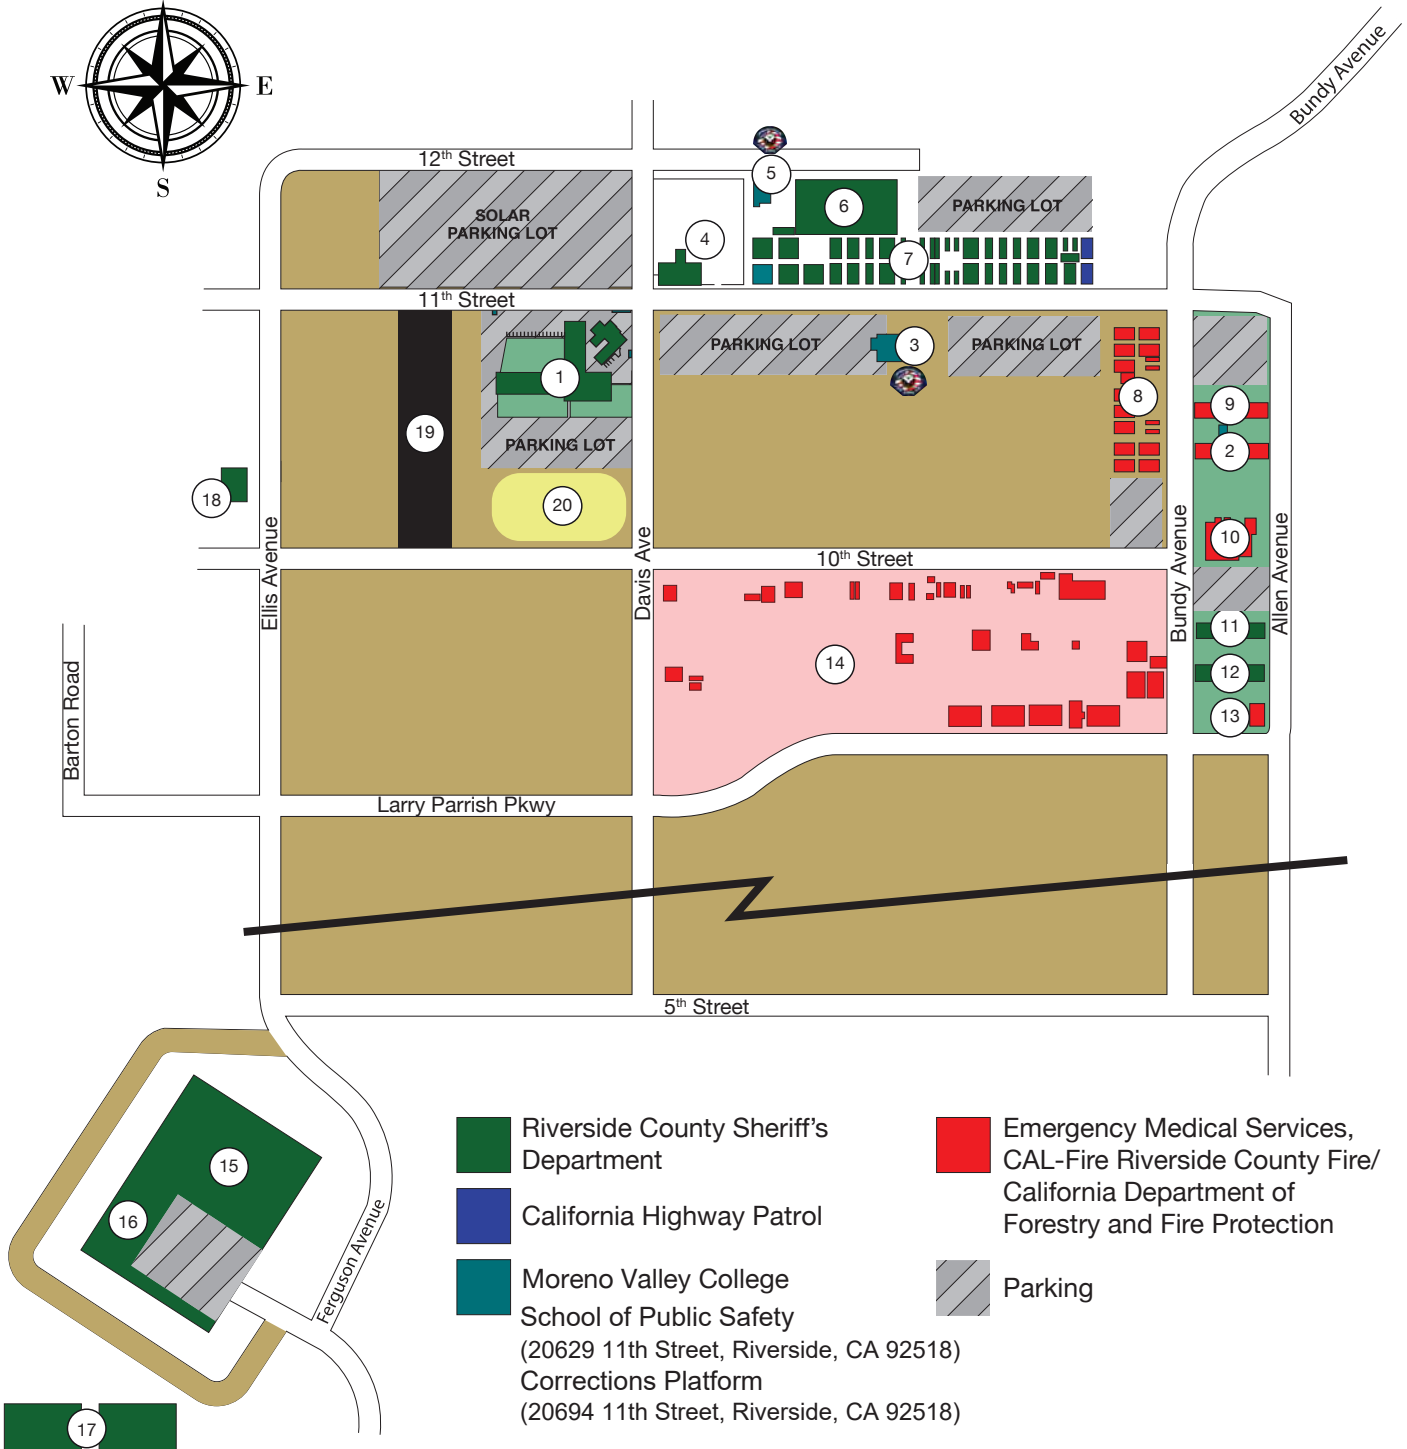 Bundy Avenue
W
E
S
12th Street
5
SOLAR
PARKING LOT
4
6
PARKING LOT
7
11th Street
1
PARKING LOT
3
PARKING LOT
8
9
19
PARKING LOT
2
18
20
10
Ellis Avenue
Davis Ave
10th Street
Bundy Avenue
Allen Avenue
11
14
12
13
Barton Road
Larry Parrish Pkwy
5th Street
15
16
Ferguson Avenue
17
Riverside County Sheriff's
Department
California Highway Patrol
Moreno Valley College
School of Public Safety
(20629 11th Street, Riverside, CA 92518)
Corrections Platform
(20694 11th Street, Riverside, CA 92518)
Emergency Medical Services,
CAL-Fire Riverside County Fire/
California Department of
Forestry and Fire Protection
Parking